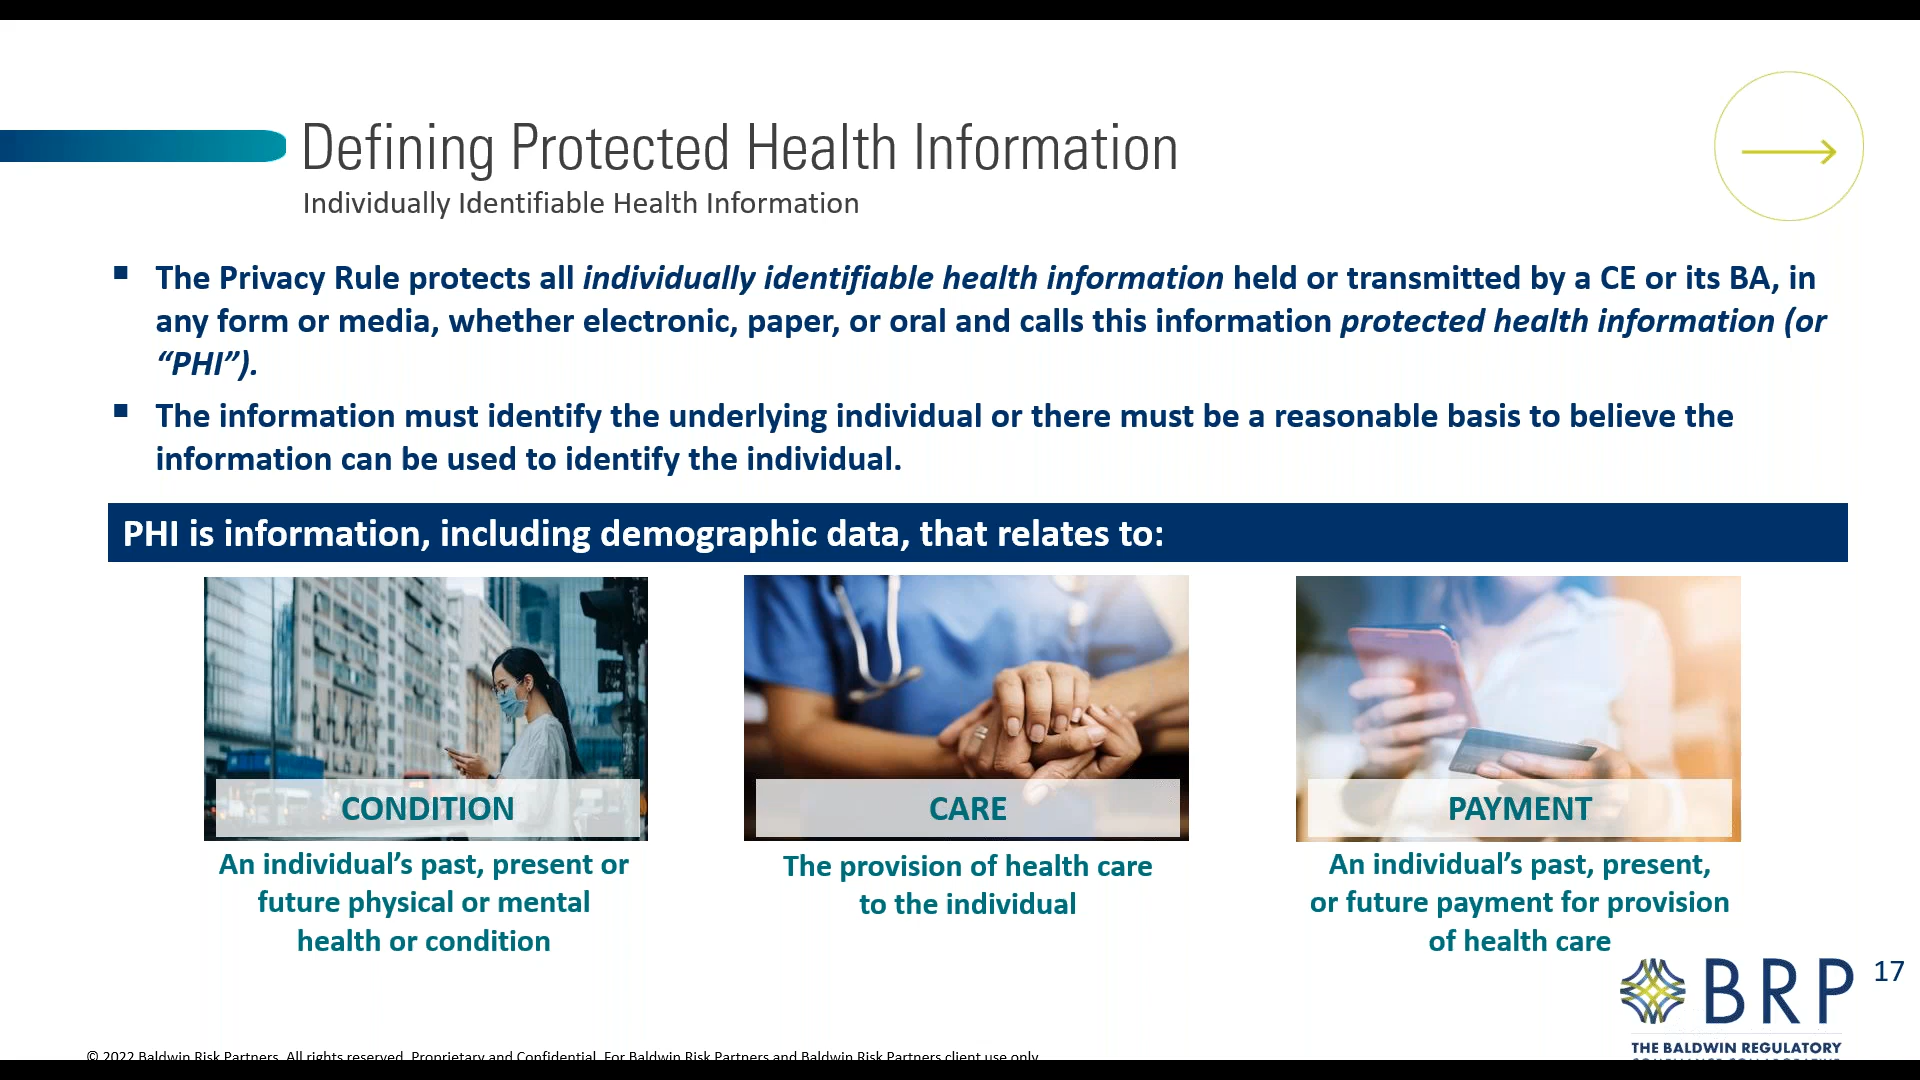 Defining Protected Health Information
Individually Identifiable Health Information
▪ The Privacy Rule protects all individually identifiable health information held or transmitted by a CE or its BA, in
any form or media, whether electronic, paper, or oral and calls this information protected health information (or
“PHI”).
▪ The information must identify the underlying individual or there must be a reasonable basis to believe the
information can be used to identify the individual.
PHI is information, including demographic data, that relates to:
CONDITION
An individual’s past, present or
future physical or mental
health or condition
CARE
The provision of health care
to the individual
PAYMENT
An individual’s past, present,
or future payment for provision
of health care
BRP
17
THE BALDWIN REGULATORY
© 2022 Baldwin Risk Partners. All rights reserved. Proprietary and Confidential. For Baldwin Risk Partners and Baldwin Risk Partners client use only